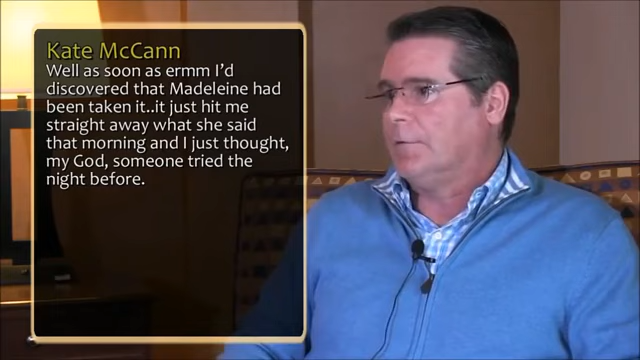 Kate McCann
Well as soon as ermm I'd
discovered that Madeleine had
been taken it..it just hit me
straight away what she said
that morning and I just thought,
my God, someone tried the
night before.